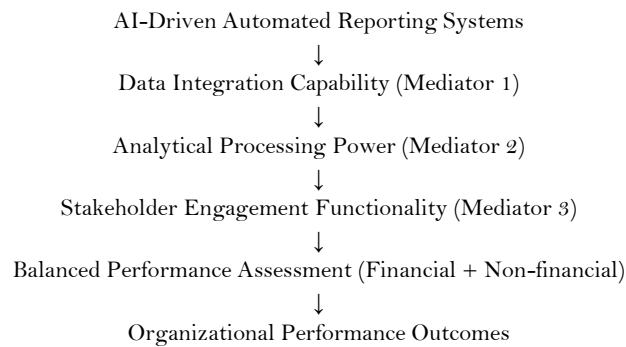 AI-Driven Automated Reporting Systems
↓
Data Integration Capability (Mediator 1)
↓
Analytical Processing Power (Mediator 2)
↓
Stakeholder Engagement Functionality (Mediator 3)
↓
Balanced Performance Assessment (Financial + Non-financial)
↓
Organizational Performance Outcomes